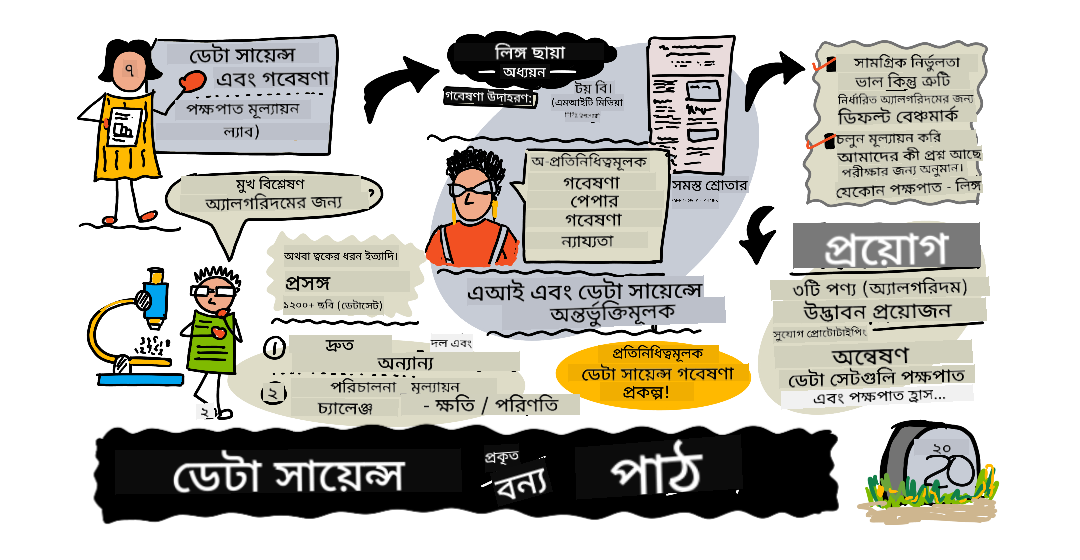 ৭
ডেটা সায়েন্স
এবং গবেষণা
পক্ষপাত মূল্যায়ন
ল্যাব)
মুখ বিশ্লেষণ ?
অ্যালগরিদমের জন্য
অথবা ত্বকের ধরন ইত্যাদি।
প্রসঙ্গ
১২০০+ ছবি (ডেটাসেট)
১ দ্রুত দল এবং
অন্যান্য
২ পরিচালনা মূল্যায়ন
চ্যালেঞ্জ - ক্ষতি / পরিণতি
লিঙ্গ ছায়া
অধ্যয়ন
গবেষণা উদাহরণ:
টয় বি।
(এমআইটি মিডিয়া
অ-প্রতিনিধিত্বমূলক
গবেষণা
পেপার
গবেষণা
ন্যায্যতা
সমস্ত শ্রোতার
এআই এবং ডেটা সায়েন্সে
অন্তর্ভুক্তিমূলক
প্রতিনিধিত্বমূলক
ডেটা সায়েন্স গবেষণা
প্রকল্প!
সামগ্রিক নির্ভুলতা
ভাল কিন্তু ত্রুটি
নির্ধারিত অ্যালগরিদমের জন্য
ডিফল্ট বেঞ্চমার্ক
চলুন মূল্যায়ন করি
আমাদের কী প্রশ্ন আছে
পরীক্ষার জন্য অনুমান।
যেকোন পক্ষপাত - লিঙ্গ
প্রয়োগ
৩টি পণ্য (অ্যালগরিদম)
উদ্ভাবন প্রয়োজন
সুযোগ প্রোটোটাইপিং
অন্বেষণ
ডেটা সেটগুলি পক্ষপাত
এবং পক্ষপাত হ্রাস...
ডেটা সায়েন্স
প্রকৃত
বন্য
পাঠ
২০
20